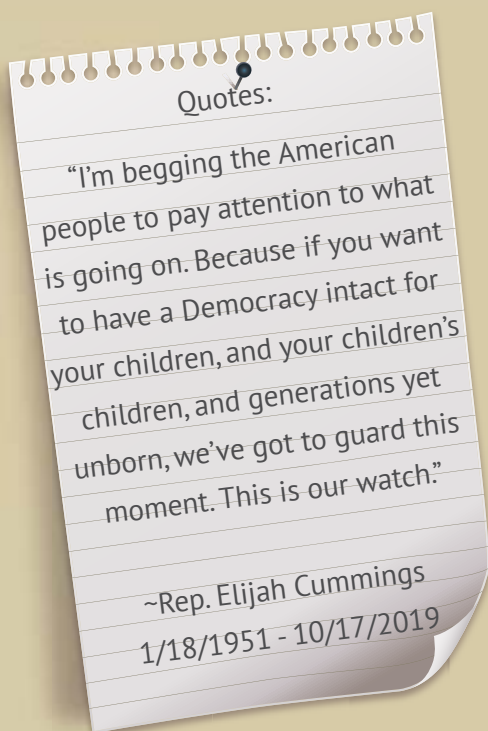 Quotes:
“I’m begging the American
people to pay attention to what
is going on. Because if you want
to have a Democracy intact for
your children, and your children’s
children, and generations yet
unborn, we’ve got to guard this
moment. This is our watch.”
~Rep. Elijah Cummings
1/18/1951 - 10/17/2019